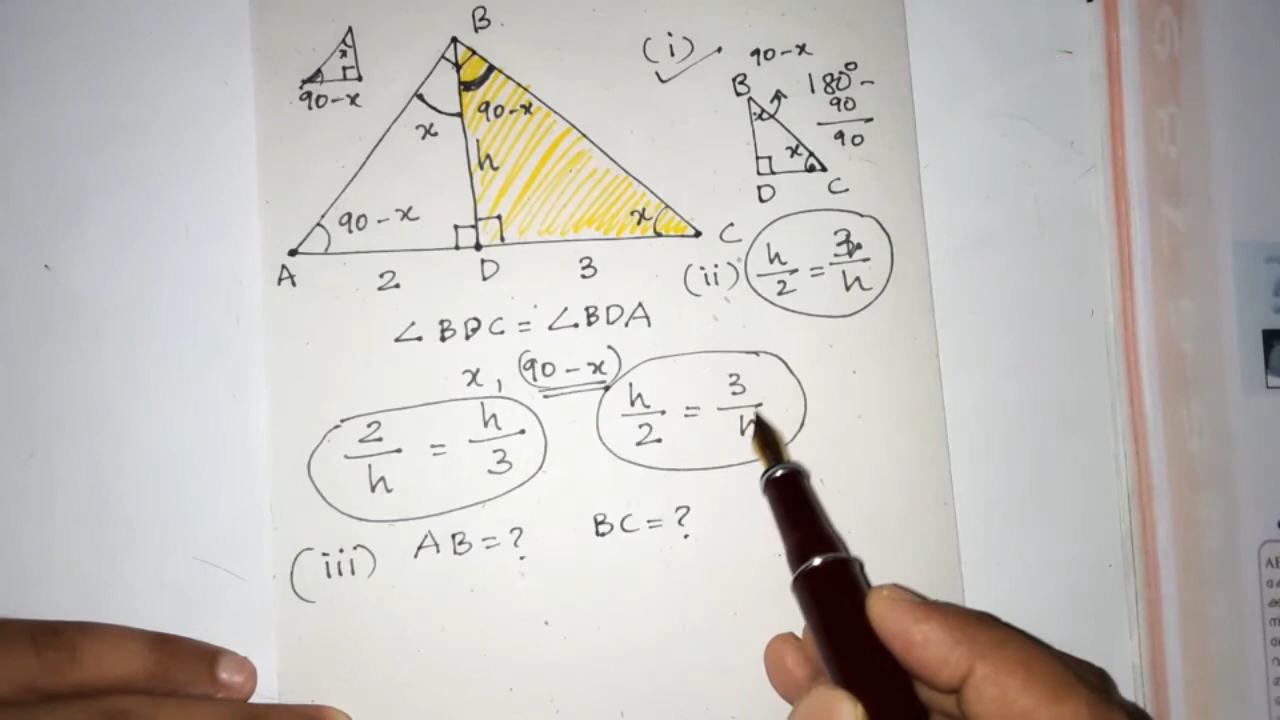 B
(i)
90-x
x
90-x
B 180° -
90
90
x
x
D C
x
90-x
h
90-x
x
C
A 2 D 3
(ii) h/2 = 3/h
∠BDC = ∠BDA
x, (90-x)
2/h = h/3
h/2 = 3/h
(iii) AB = ? BC = ?